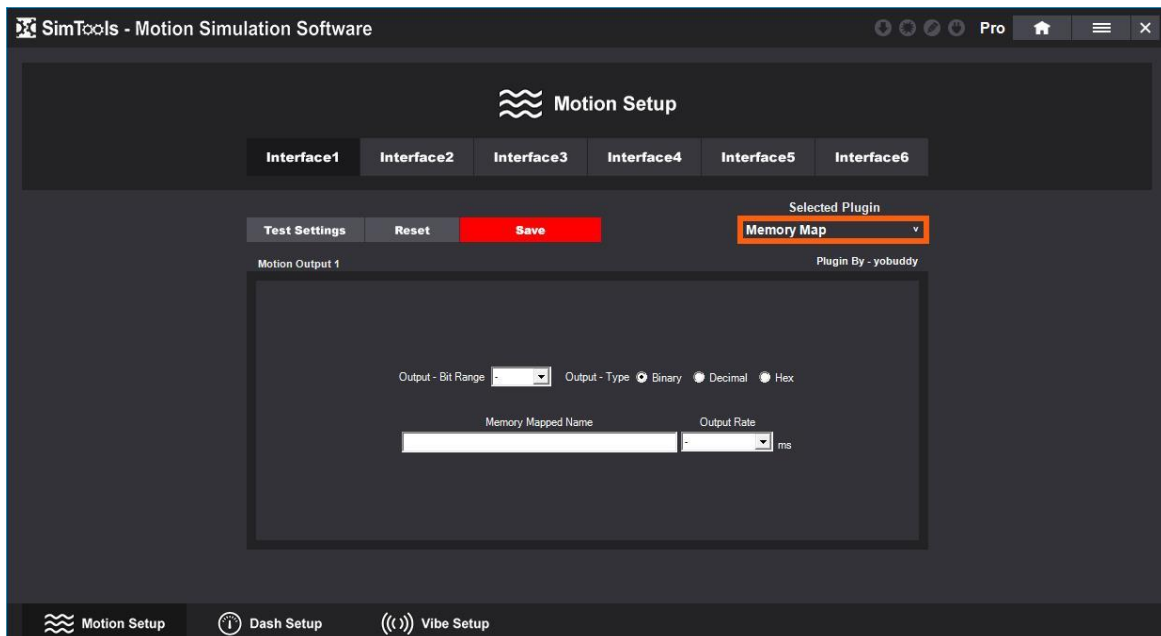 SimTools - Motion Simulation Software
Pro
Motion Setup
Interface1 Interface2 Interface3 Interface4 Interface5 Interface6
Selected Plugin
Test Settings Reset Save Memory Map v
Motion Output 1 Plugin By - yobuddy
Output - Bit Range - Output - Type Binary Decimal Hex
Memory Mapped Name Output Rate
- ms
Motion Setup Dash Setup Vibe Setup